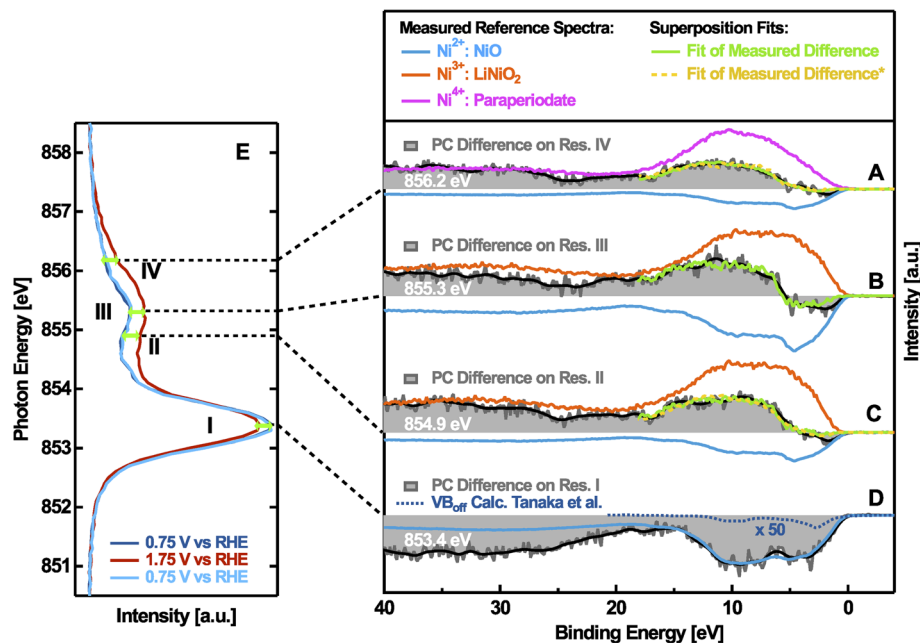 Measured Reference Spectra:
Ni2+: NiO
Ni3+: LiNiO2
Ni4+: Paraperiodate
Superposition Fits:
Fit of Measured Difference
Fit of Measured Difference*
E
858
857
856
855
854
853
852
851
Photon Energy [eV]
IV
III
II
I
0.75 V vs RHE
1.75 V vs RHE
0.75 V vs RHE
Intensity [a.u.]
PC Difference on Res. IV
A
856.2 eV
PC Difference on Res. III
B
855.3 eV
PC Difference on Res. II
C
854.9 eV
PC Difference on Res. I
D
VBoff Calc. Tanaka et al.
x 50
853.4 eV
Intensity [a.u.]
40 30 20 10 0
Binding Energy [eV]